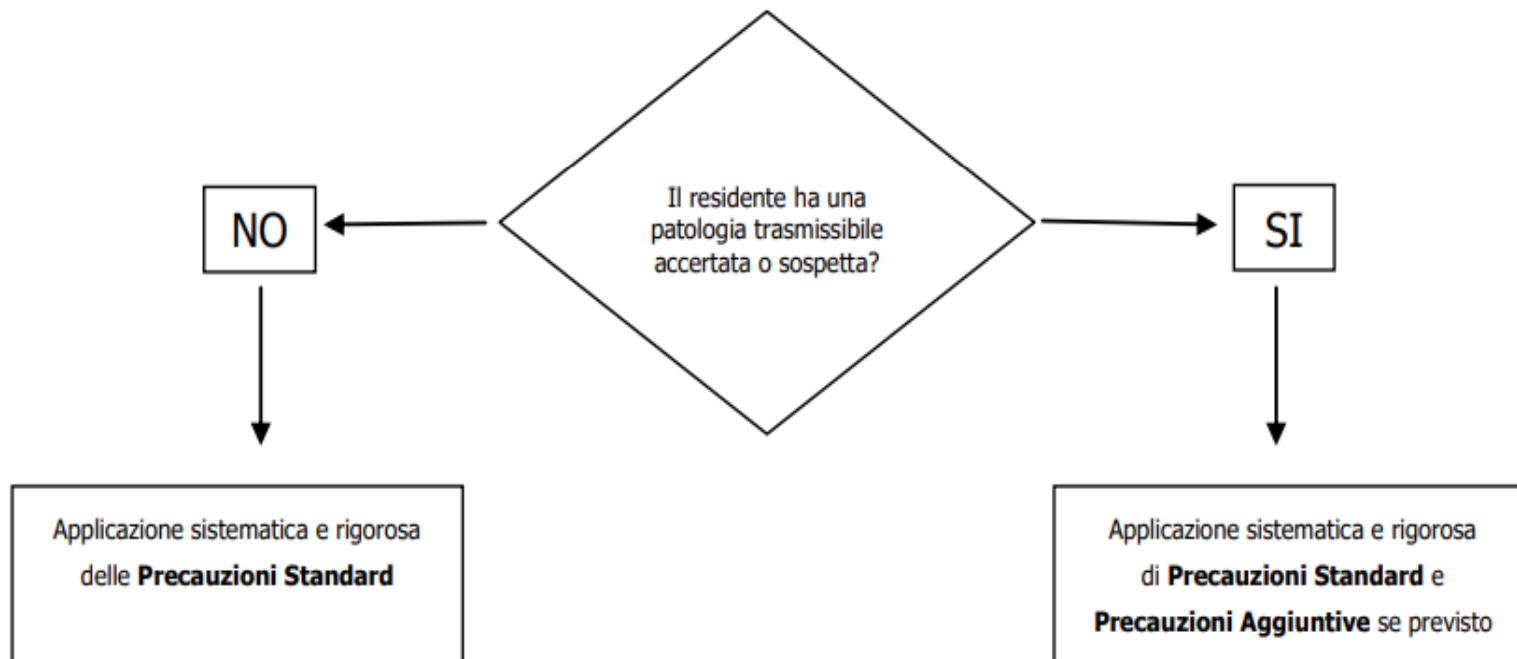 Il residente ha una
patologia trasmissibile
accertata o sospetta?
NO
SI
Applicazione sistematica e rigorosa
delle Precauzioni Standard
Applicazione sistematica e rigorosa
di Precauzioni Standard e
Precauzioni Aggiuntive se previsto